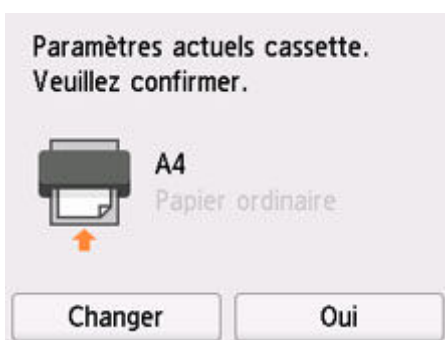 Paramètres actuels cassette.
Veuillez confirmer.
A4
Papier ordinaire
Changer
Oui